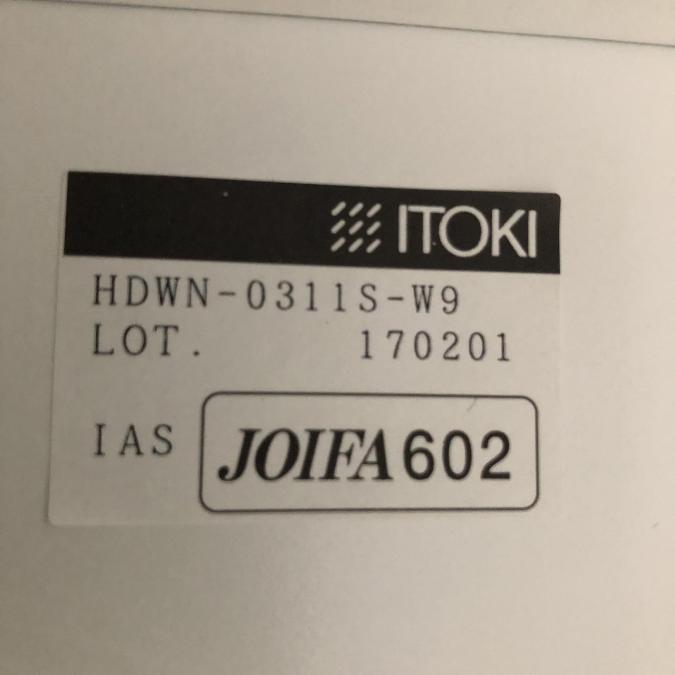 ITOKI
HDWN-0311S-W9
LOT. 170201
IAS JOIFA602